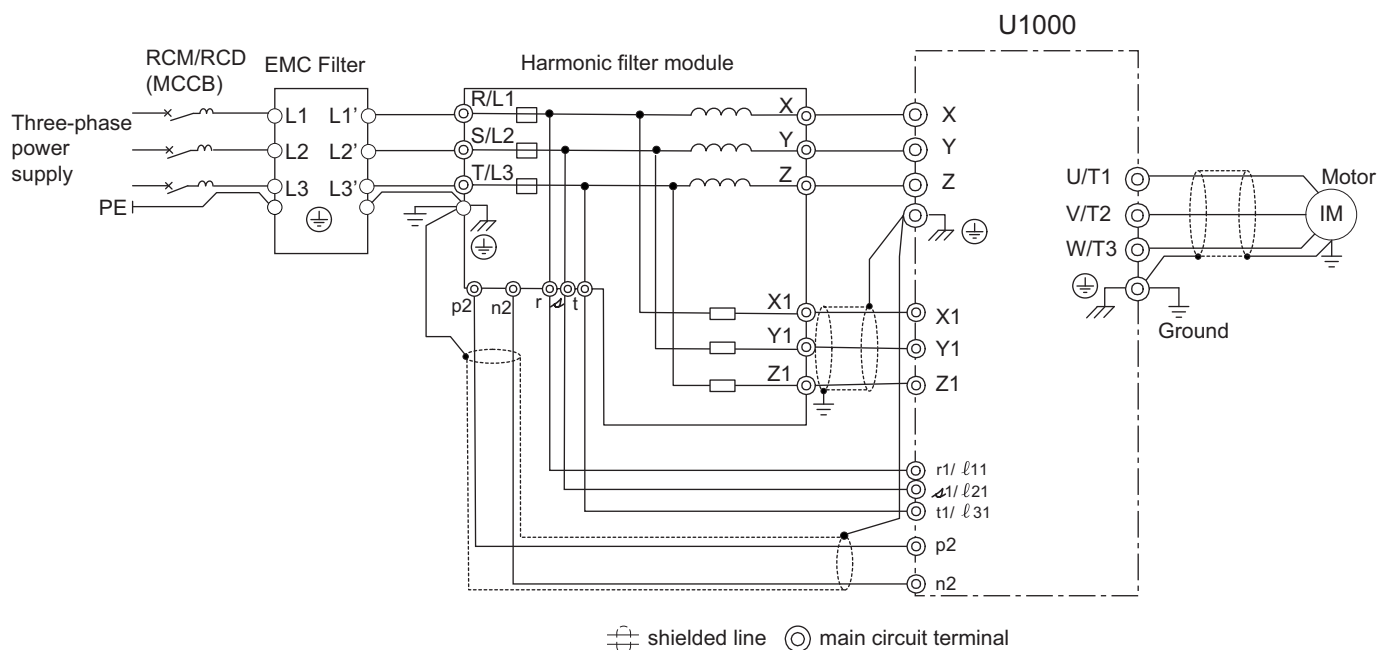 U1000
RCM/RCD
(MCCB)
EMC Filter
Harmonic filter module
Three-phase
power
supply
PE
L1 L1’
L2 L2’
L3 L3’
R/L1
S/L2
T/L3
X
Y
Z
X
Y
Z
p2
n2
r
s
t
X1
Y1
Z1
X1
Y1
Z1
r1/ ℓ11
s1/ ℓ21
t1/ ℓ31
p2
n2
U/T1
V/T2
W/T3
Motor
IM
Ground
shielded line
main circuit terminal